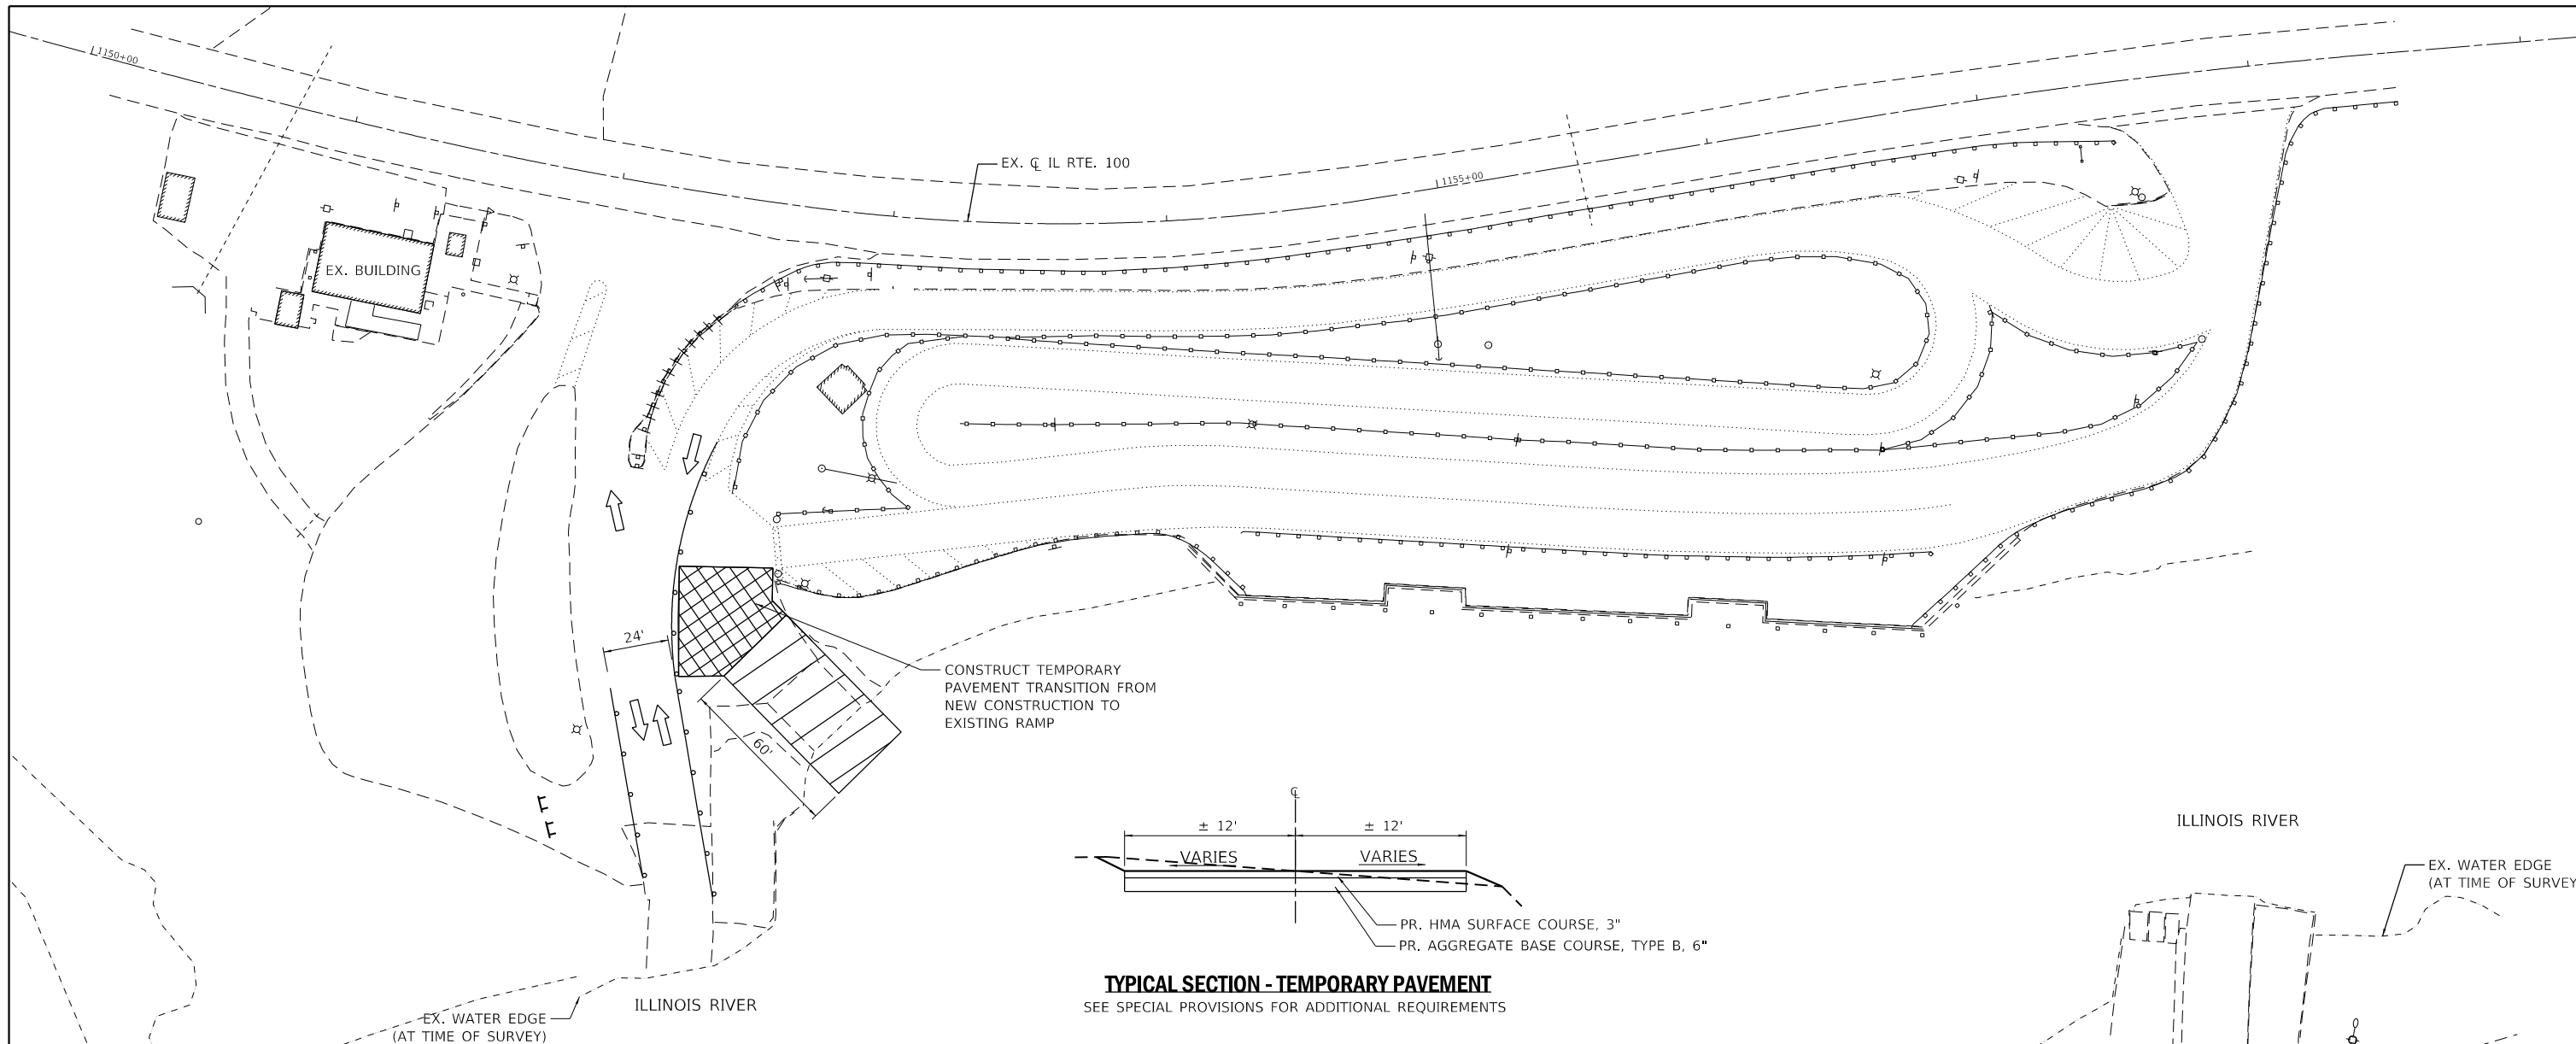 1150+00
EX. ℄ IL RTE. 100
1155+00
EX. BUILDING
24'
CONSTRUCT TEMPORARY
PAVEMENT TRANSITION FROM
NEW CONSTRUCTION TO
EXISTING RAMP
60'
℄
± 12'
± 12'
VARIES
VARIES
PR. HMA SURFACE COURSE, 3"
PR. AGGREGATE BASE COURSE, TYPE B, 6"
TYPICAL SECTION - TEMPORARY PAVEMENT
SEE SPECIAL PROVISIONS FOR ADDITIONAL REQUIREMENTS
ILLINOIS RIVER
EX. WATER EDGE
(AT TIME OF SURVEY)
ILLINOIS RIVER
EX. WATER EDGE
(AT TIME OF SURVEY